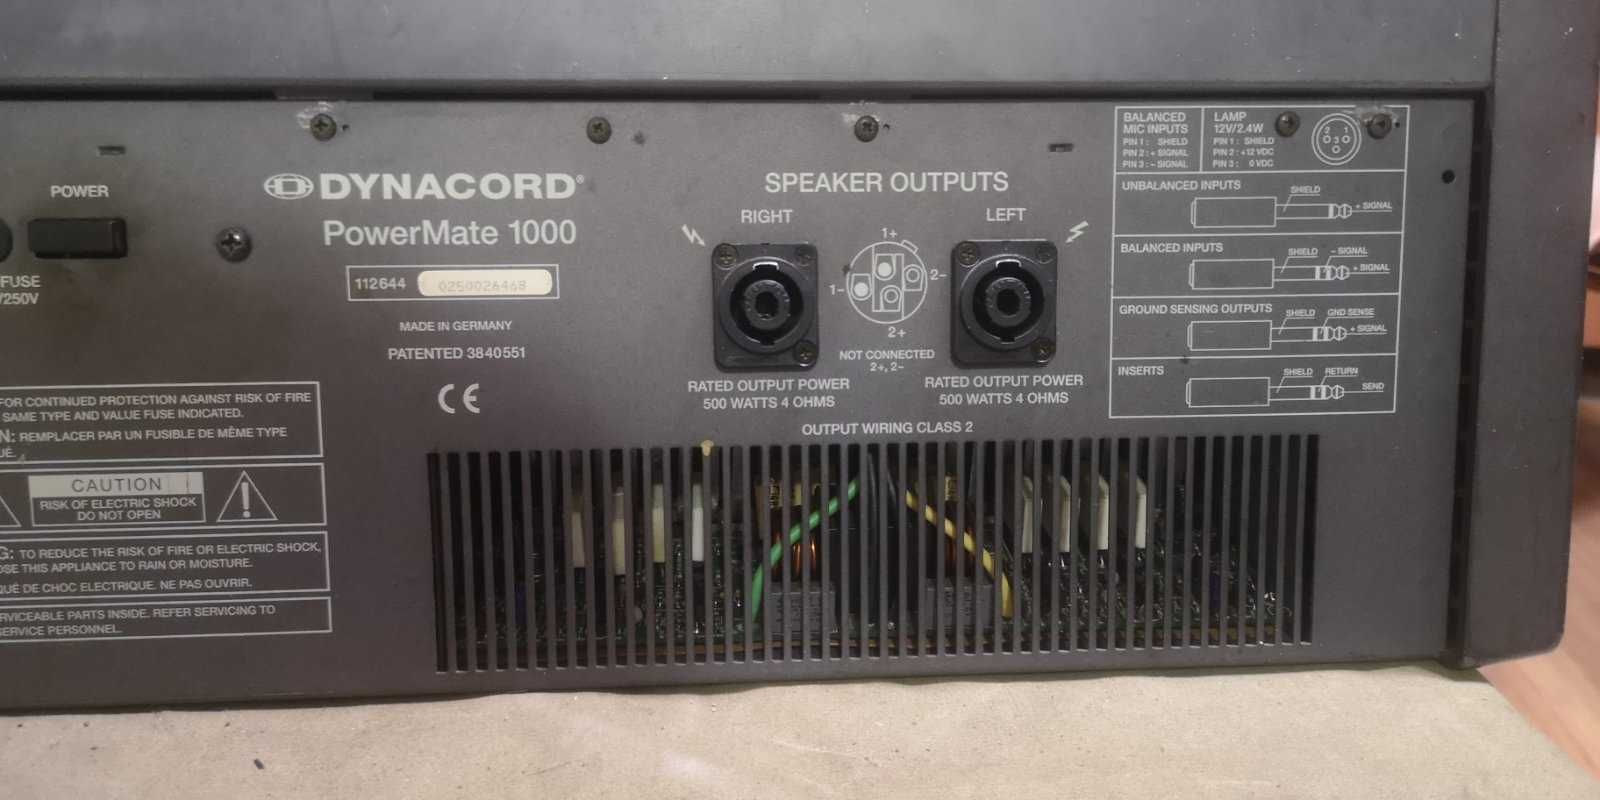 POWER
FUSE
/250V
DYNACORD®
PowerMate 1000
112644 0250026468
MADE IN GERMANY
PATENTED 3840551
CE
FOR CONTINUED PROTECTION AGAINST RISK OF FIRE
SAME TYPE AND VALUE FUSE INDICATED.
N: REMPLACER PAR UN FUSIBLE DE MÊME TYPE
UÉ.
CAUTION
RISK OF ELECTRIC SHOCK
DO NOT OPEN
G: TO REDUCE THE RISK OF FIRE OR ELECTRIC SHOCK,
OSE THIS APPLIANCE TO RAIN OR MOISTURE.
QUE DE CHOC ELECTRIQUE. NE PAS OUVRIR.
RVICEABLE PARTS INSIDE. REFER SERVICING TO
SERVICE PERSONNEL.
SPEAKER OUTPUTS
RIGHT
LEFT
1+
1-
2-
2+
NOT CONNECTED
2+, 2-
RATED OUTPUT POWER
500 WATTS 4 OHMS
RATED OUTPUT POWER
500 WATTS 4 OHMS
OUTPUT WIRING CLASS 2
BALANCED
MIC INPUTS
PIN 1 : SHIELD
PIN 2 : + SIGNAL
PIN 3 : - SIGNAL
LAMP
12V/2.4W
PIN 1 : SHIELD
PIN 2 : +12 VDC
PIN 3 : 0 VDC
2 1
3
UNBALANCED INPUTS
SHIELD
+ SIGNAL
BALANCED INPUTS
SHIELD - SIGNAL
+ SIGNAL
GROUND SENSING OUTPUTS
SHIELD GND SENSE
+ SIGNAL
INSERTS
SHIELD RETURN
SEND